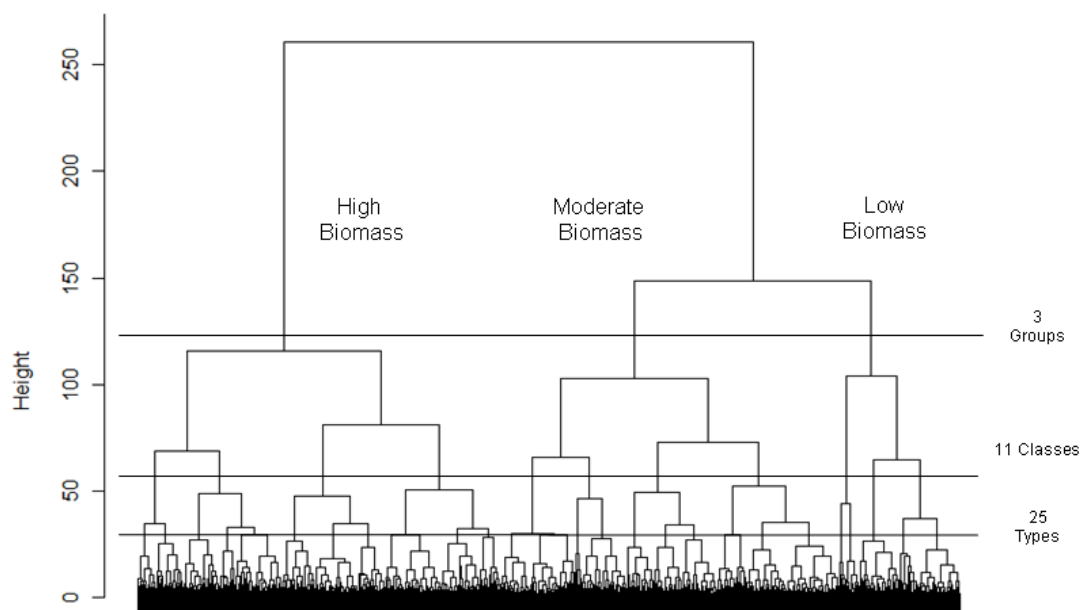 250
200
150
100
50
0
Height
High
Biomass
Moderate
Biomass
Low
Biomass
3
Groups
11 Classes
25
Types